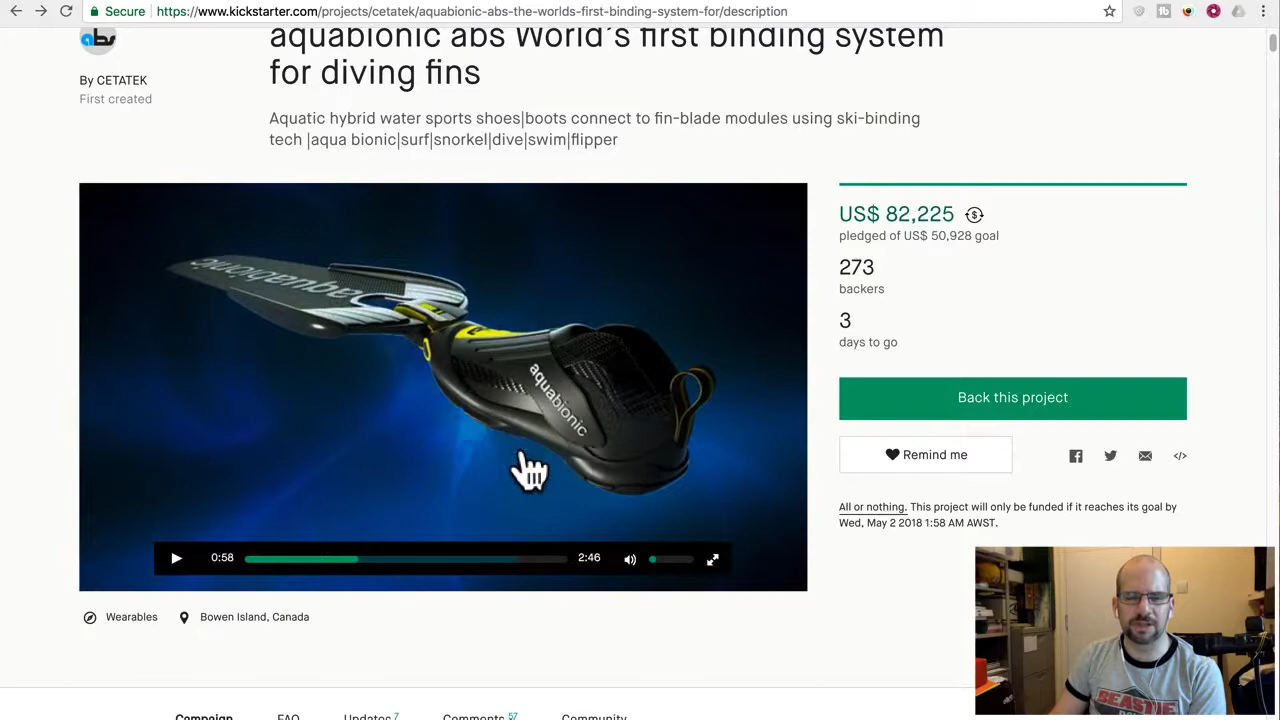 Secure https://www.kickstarter.com/projects/cetatek/aquabionic-abs-the-worlds-first-binding-system-for/description
abs
By CETATEK
First created
aquabionic abs World's first binding system
for diving fins
Aquatic hybrid water sports shoes|boots connect to fin-blade modules using ski-binding
tech |aqua bionic|surf|snorkel|dive|swim|flipper
aquabionic
aquabionic
0:58
2:46
US$ 82,225
pledged of US$ 50,928 goal
273
backers
3
days to go
Back this project
Remind me
All or nothing. This project will only be funded if it reaches its goal by
Wed, May 2 2018 1:58 AM AWST.
Wearables
Bowen Island, Canada
Campaign FAQ Updates 7 Comments 57 Community
BEASTIE